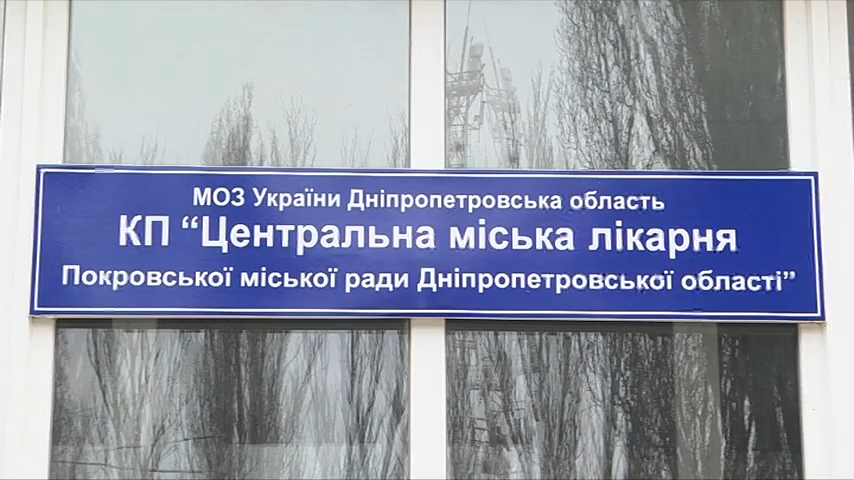 МОЗ України Дніпропетровська область
КП “Центральна міська лікарня
Покровської міської ради Дніпропетровської області”